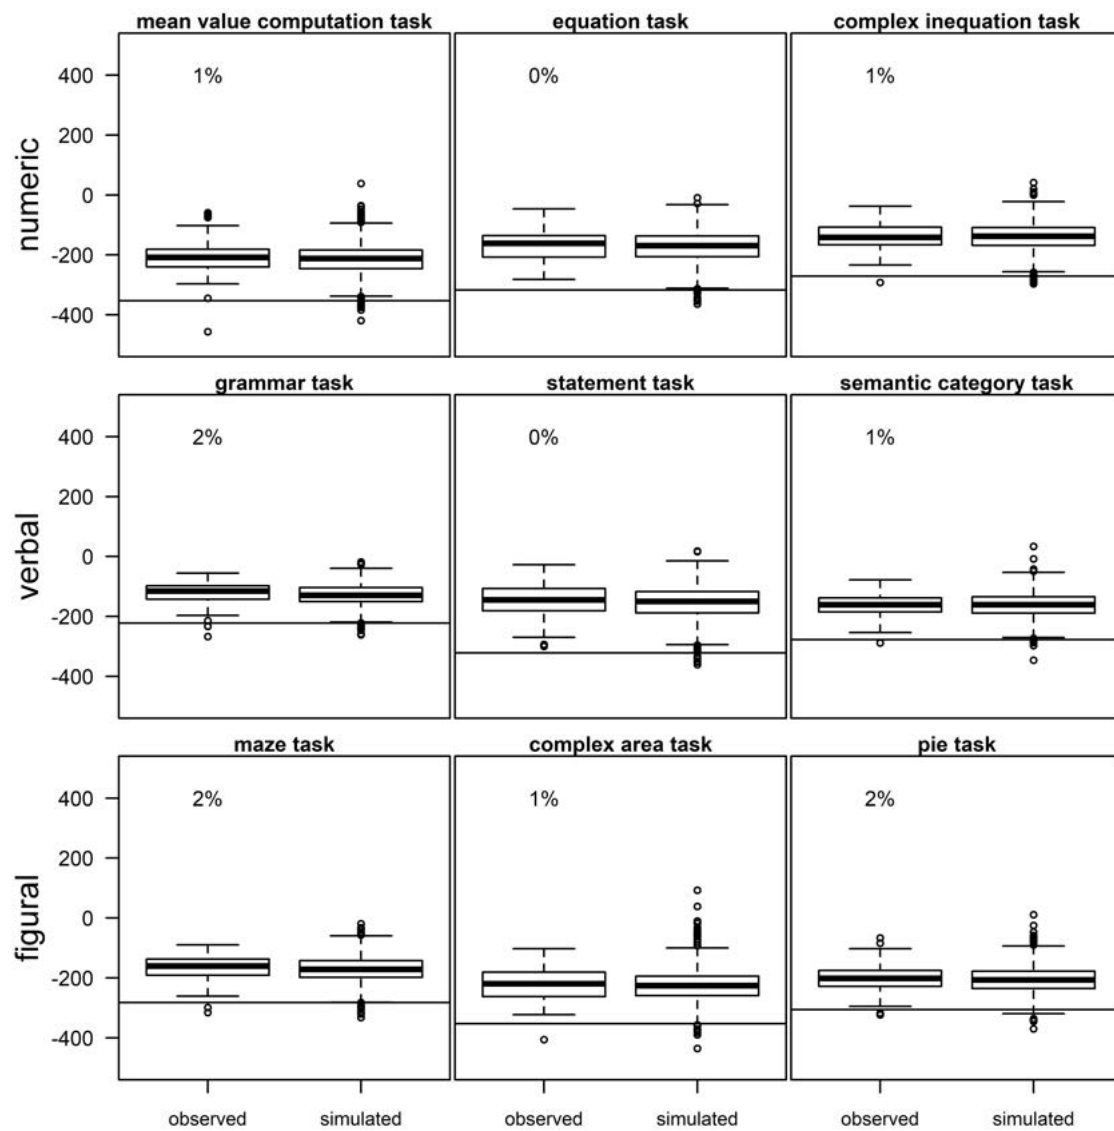 mean value computation task equation task complex inequation task
1% 0% 1%
numeric
400
200
0
-200
-400
grammar task statement task semantic category task
2% 0% 1%
verbal
400
200
0
-200
-400
maze task complex area task pie task
2% 1% 2%
figural
400
200
0
-200
-400
observed simulated observed simulated observed simulated